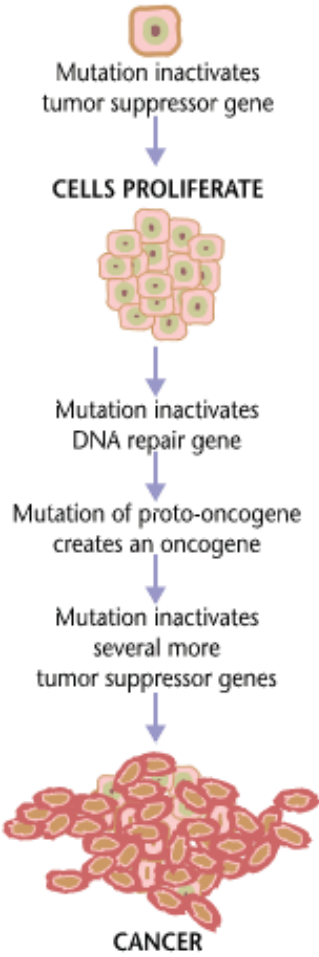 Mutation inactivates
tumor suppressor gene
CELLS PROLIFERATE
Mutation inactivates
DNA repair gene
Mutation of proto-oncogene
creates an oncogene
Mutation inactivates
several more
tumor suppressor genes
CANCER